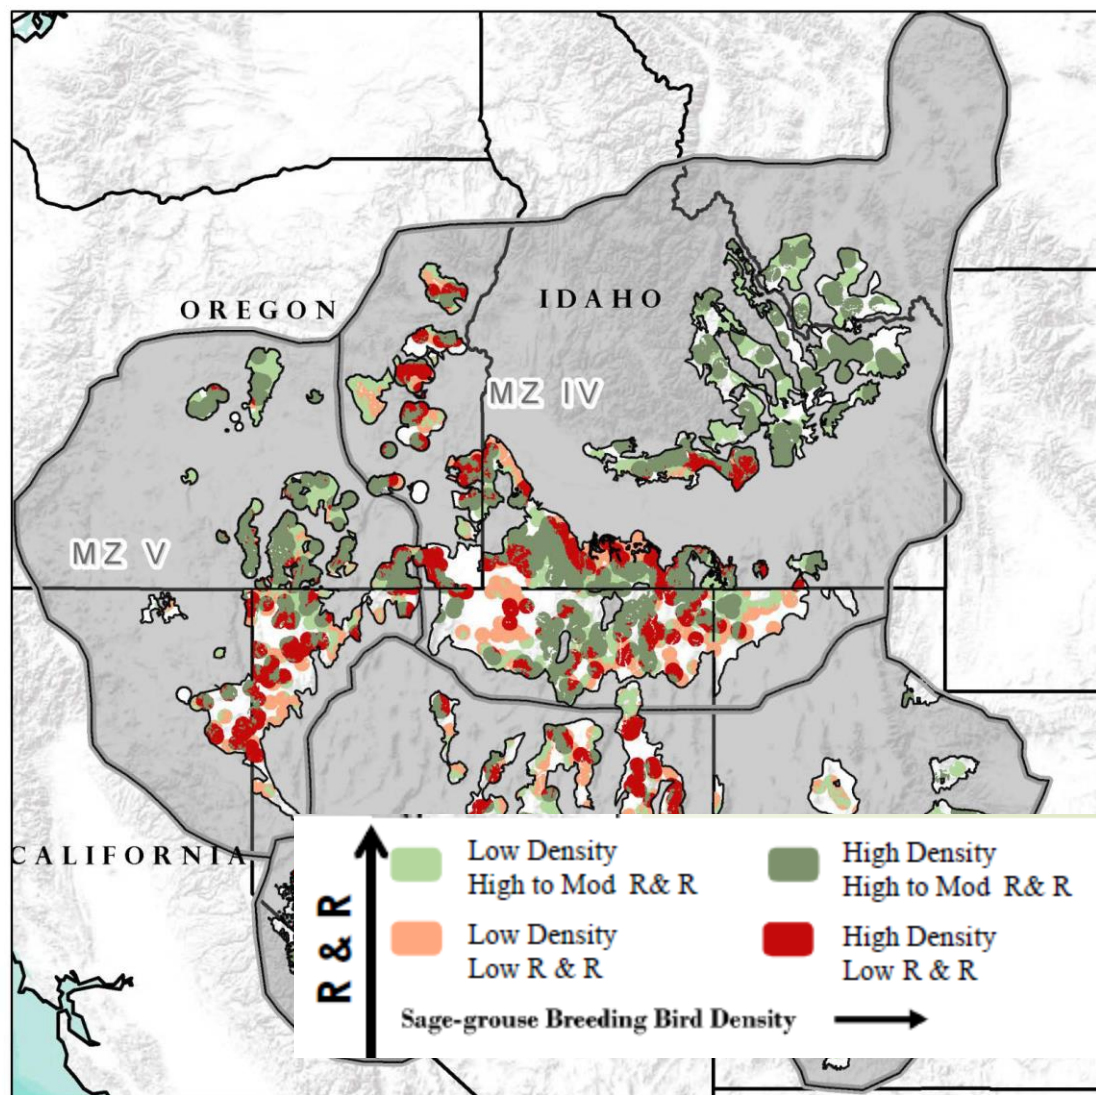 OREGON
IDAHO
MZ IV
MZ V
CALIFORNIA
R & R
Low Density
High to Mod R& R
High Density
High to Mod R& R
Low Density
Low R & R
High Density
Low R & R
Sage-grouse Breeding Bird Density